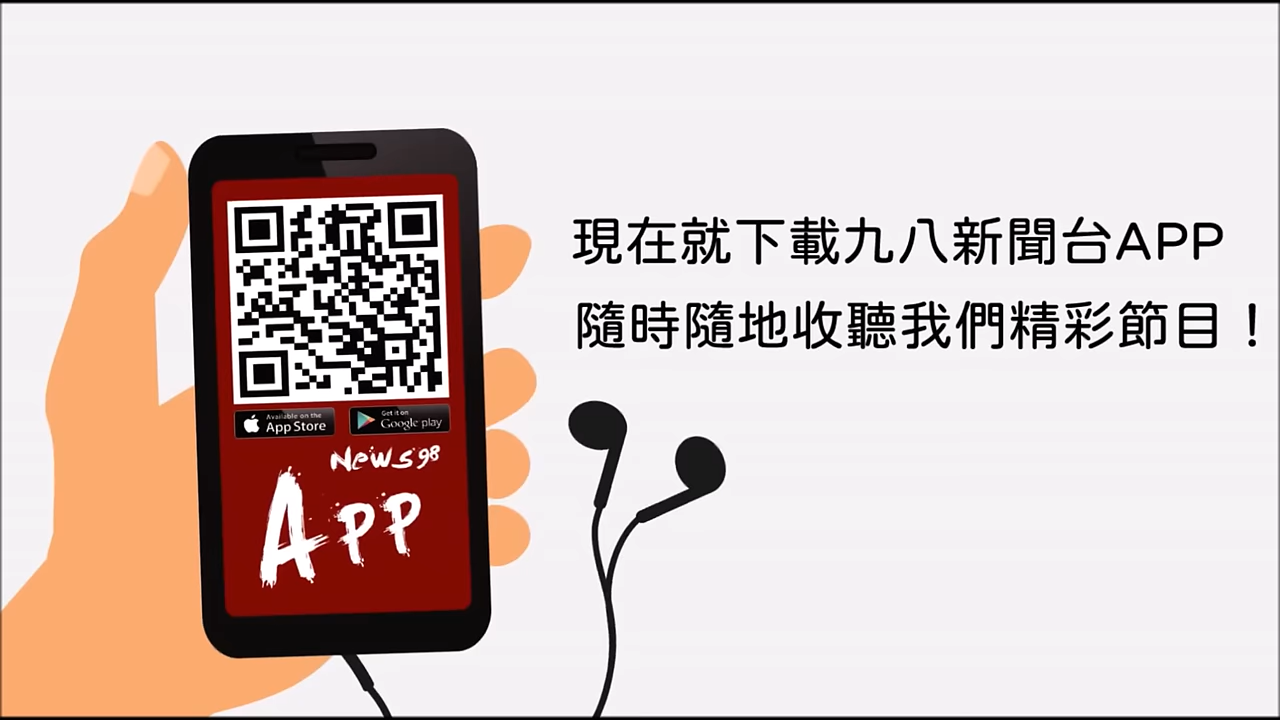 現在就下載九八新聞台APP
隨時隨地收聽我們精彩節目！
Available on the
App Store
Get it on
Google play
News98
App